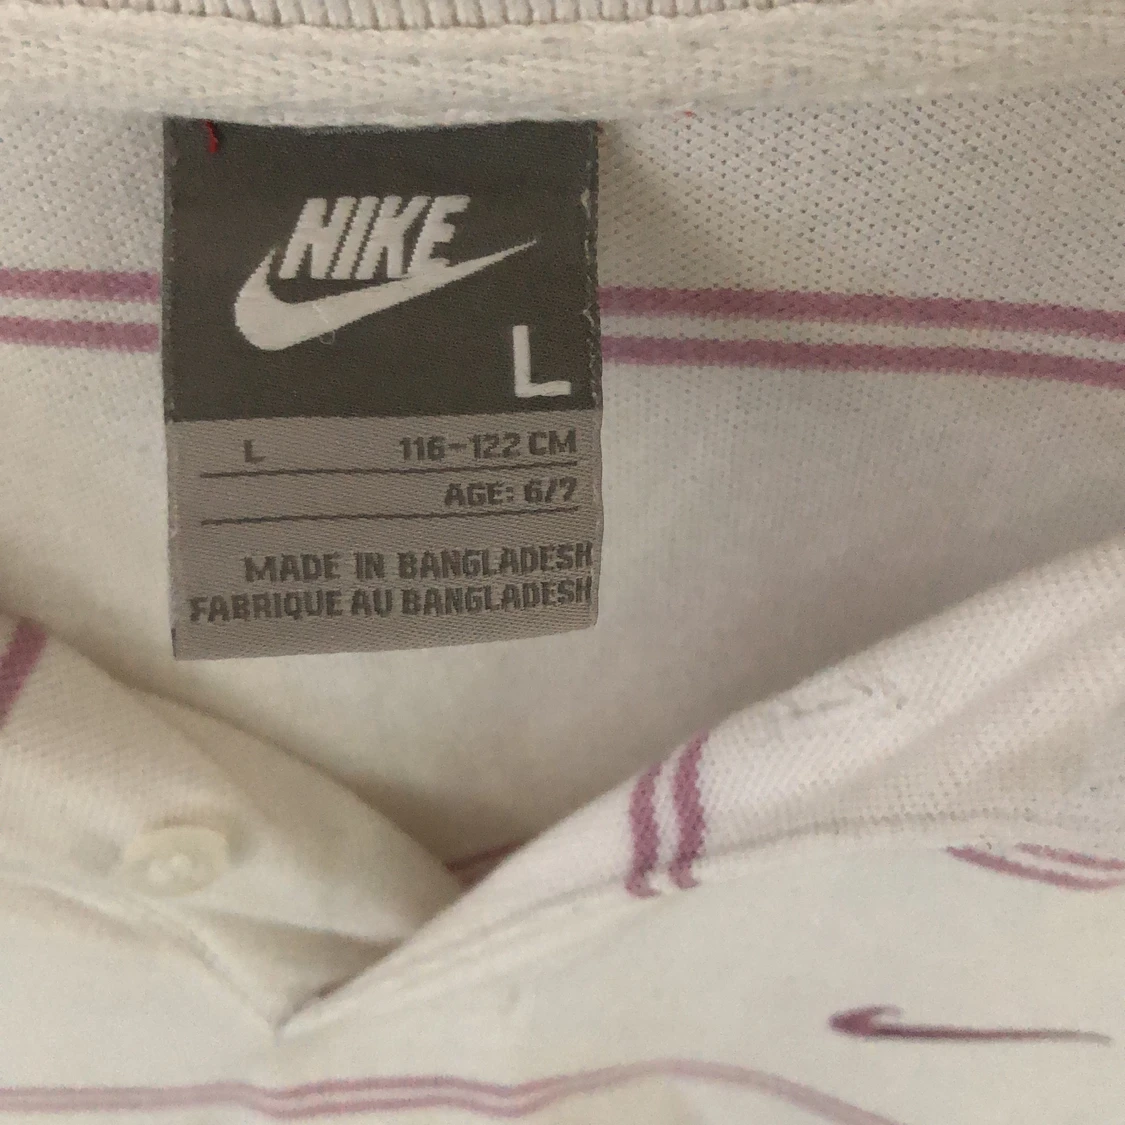 NIKE
L
L 116-122 CM
AGE: 6/7
MADE IN BANGLADESH
FABRIQUE AU BANGLADESH